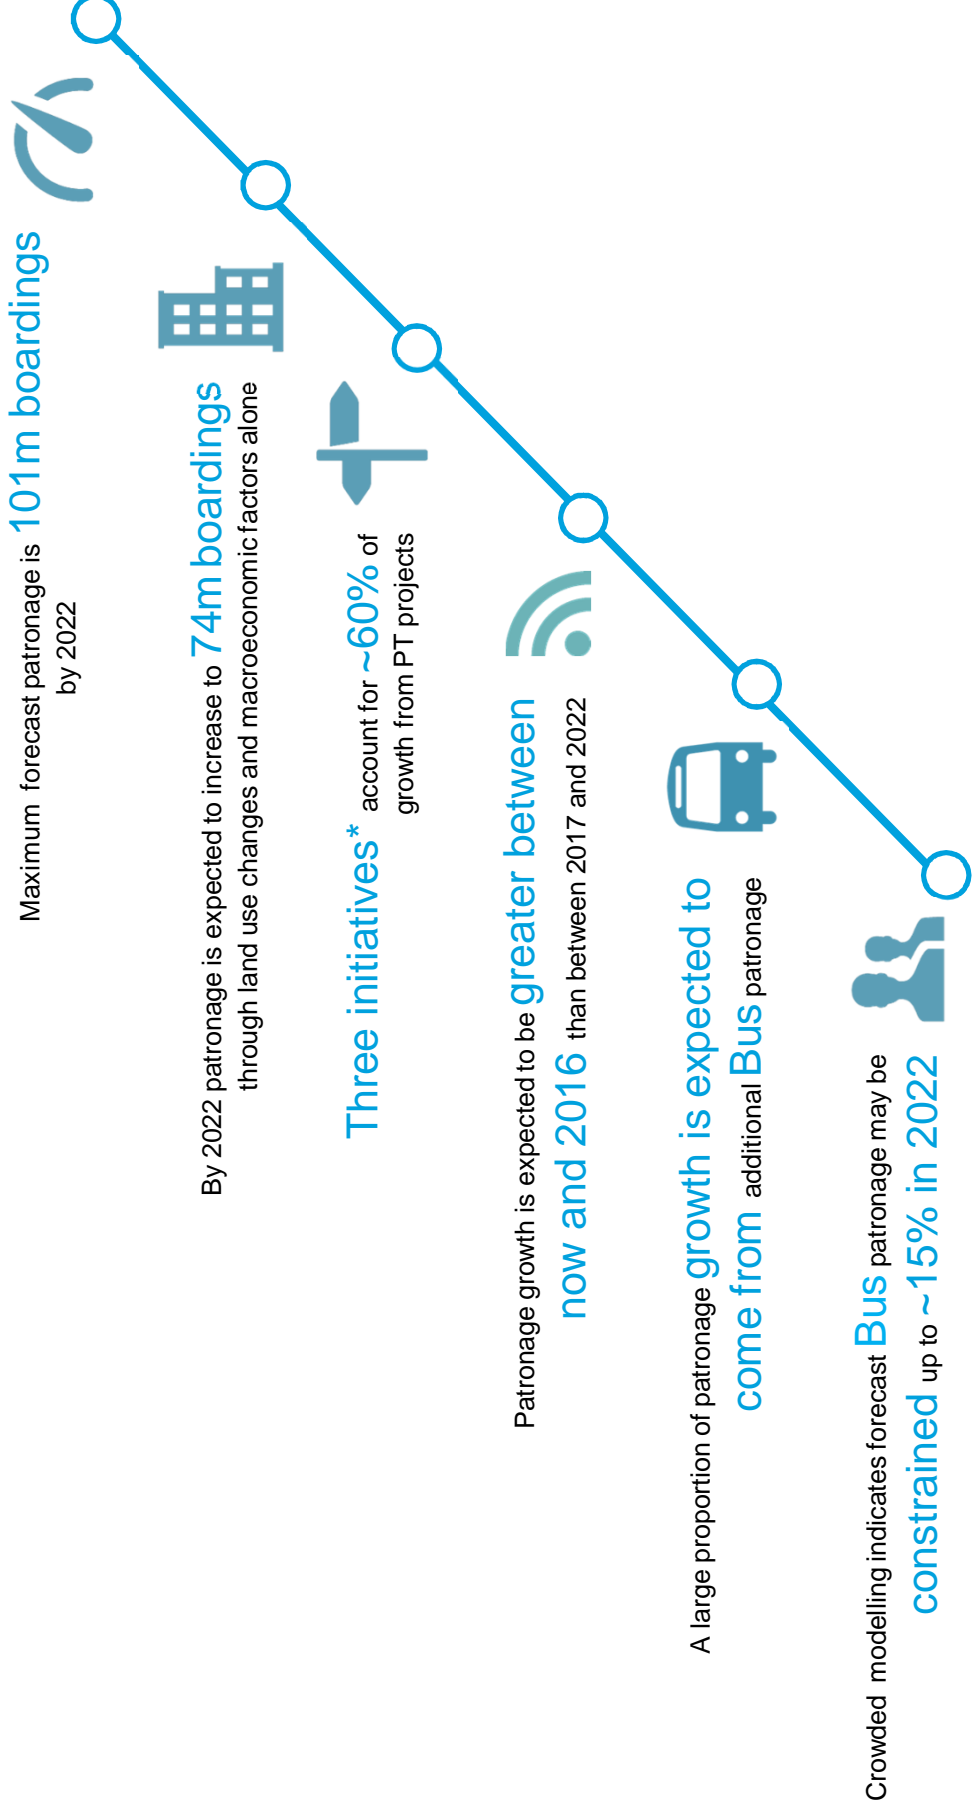 Maximum forecast patronage is 101m boardings
by 2022
By 2022 patronage is expected to increase to 74m boardings
through land use changes and macroeconomic factors alone
Three initiatives* account for ~60% of
growth from PT projects
Patronage growth is expected to be greater between
now and 2016 than between 2017 and 2022
A large proportion of patronage growth is expected to
come from additional Bus patronage
Crowded modelling indicates forecast Bus patronage may be
constrained up to ~15% in 2022